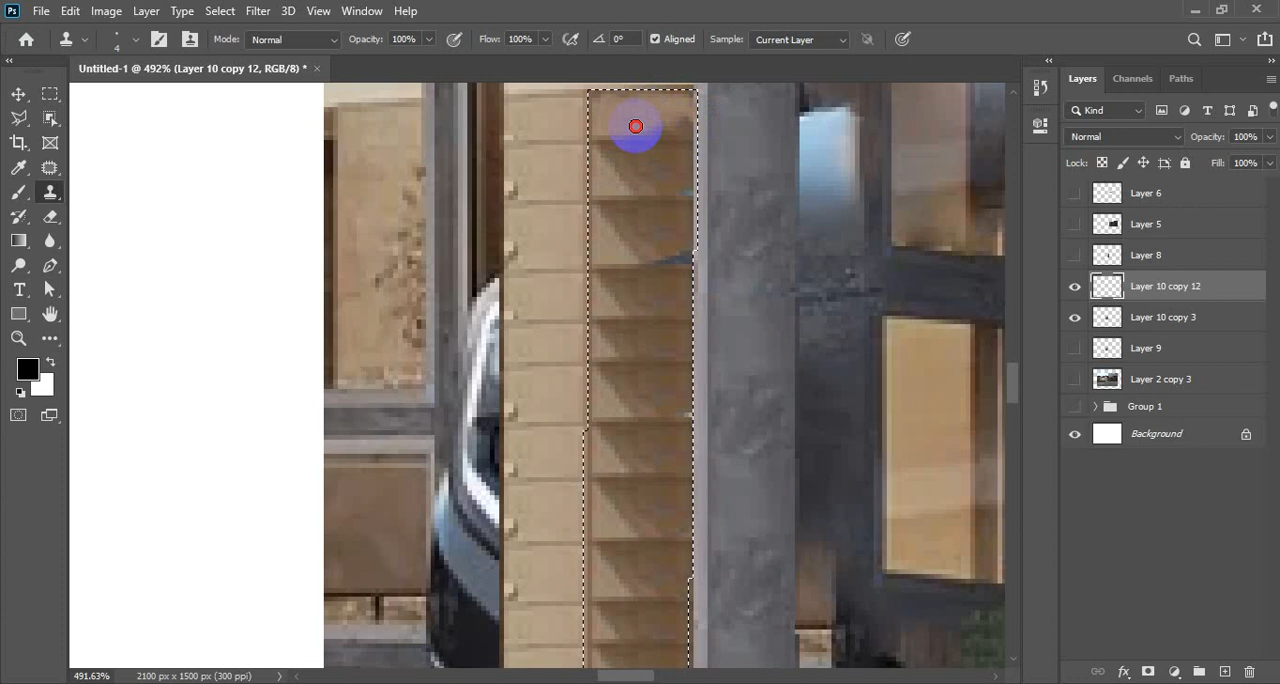 Ps File Edit Image Layer Type Select Filter 3D View Window Help
4 Mode: Normal Opacity: 100% Flow: 100% 0° Aligned Sample: Current Layer
Untitled-1 @ 492% (Layer 10 copy 12, RGB/8) * ×
Layers Channels Paths
Kind
Normal Opacity: 100%
Lock: Fill: 100%
Layer 6
Layer 5
Layer 8
Layer 10 copy 12
Layer 10 copy 3
Layer 9
Layer 2 copy 3
Group 1
Background
491.63% 2100 px x 1500 px (300 ppi)